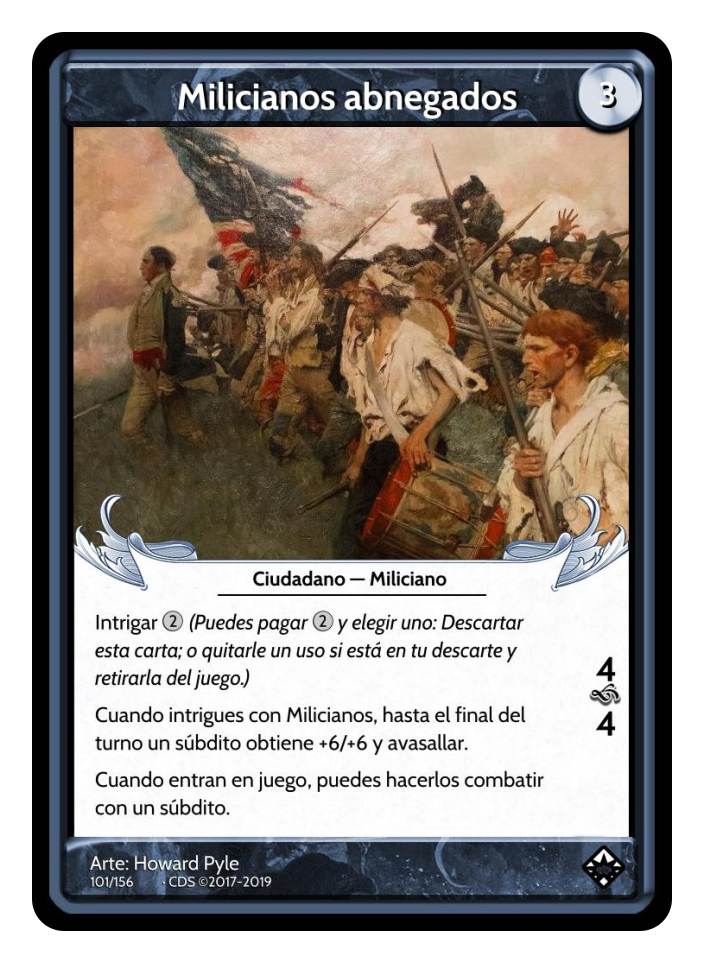 Milicianos abnegados
3
Ciudadano — Miliciano
Intrigar 2 (Puedes pagar 2 y elegir uno: Descartar
esta carta; o quitarle un uso si está en tu descarte y
retirarla del juego.)
Cuando intrigues con Milicianos, hasta el final del
turno un súbdito obtiene +6/+6 y avasallar.
Cuando entran en juego, puedes hacerlos combatir
con un súbdito.
4
4
Arte: Howard Pyle
101/156 · CDS ©2017-2019